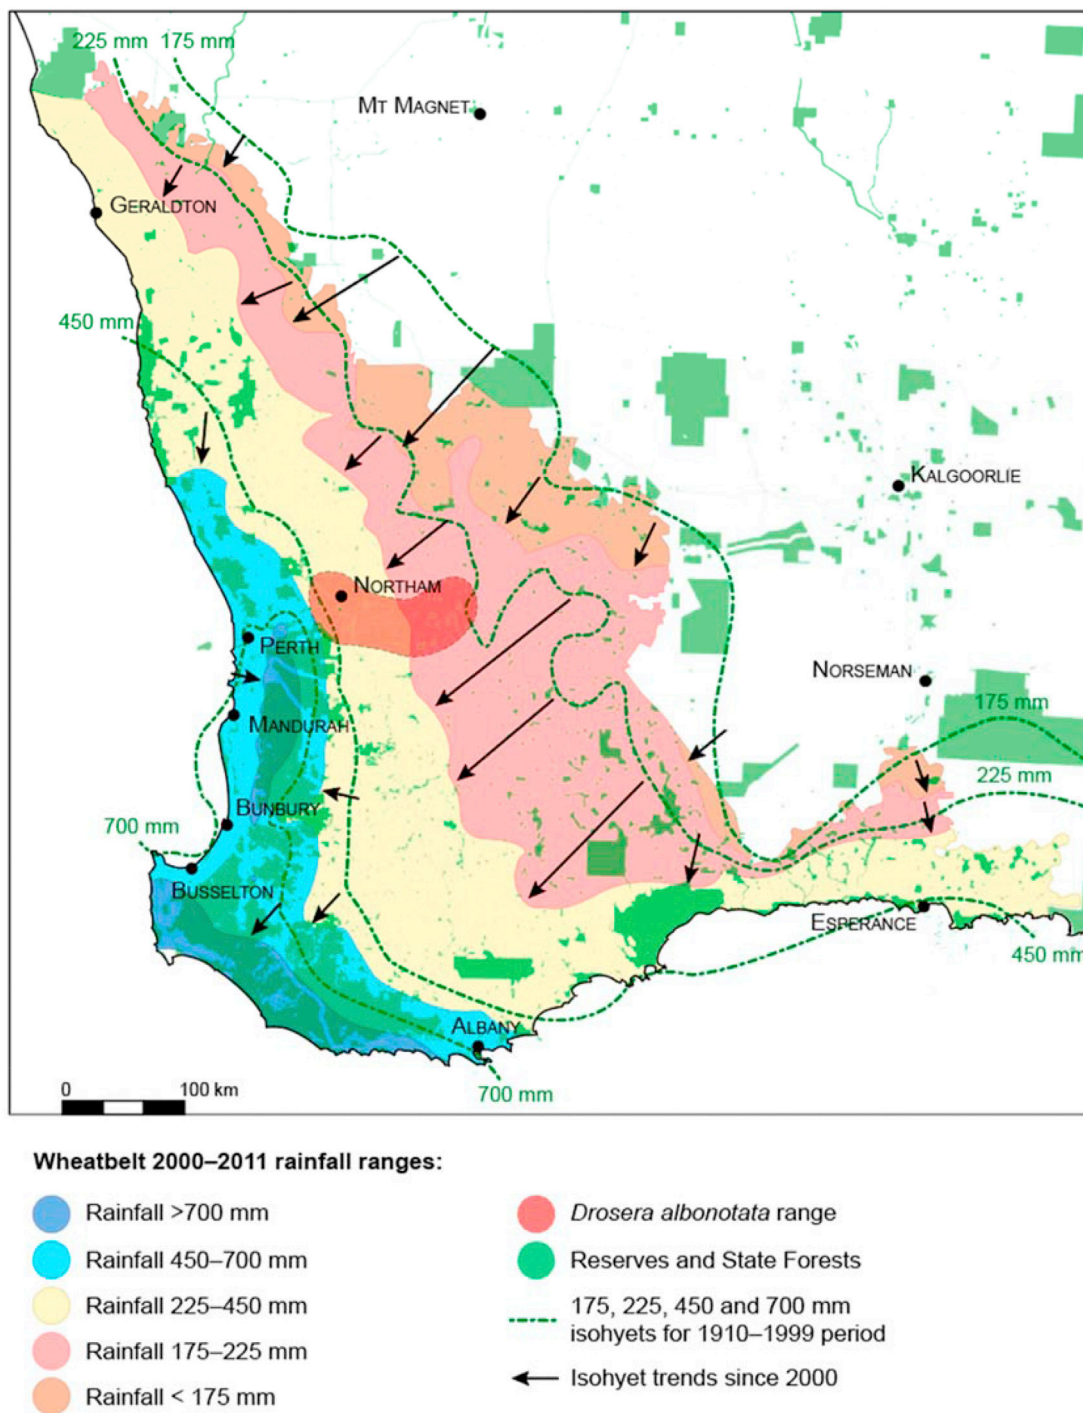 225 mm
175 mm
MT MAGNET
GERALDTON
450 mm
KALGOORLIE
NORTHAM
PERTH
NORSEMAN
MANDURAH
175 mm
225 mm
BUNBURY
700 mm
BUSSELTON
ESPERANCE
450 mm
ALBANY
700 mm
0 100 km
Wheatbelt 2000–2011 rainfall ranges:
Rainfall >700 mm
Rainfall 450–700 mm
Rainfall 225–450 mm
Rainfall 175–225 mm
Rainfall < 175 mm
Drosera albonotata range
Reserves and State Forests
175, 225, 450 and 700 mm
isohyets for 1910–1999 period
Isohyet trends since 2000